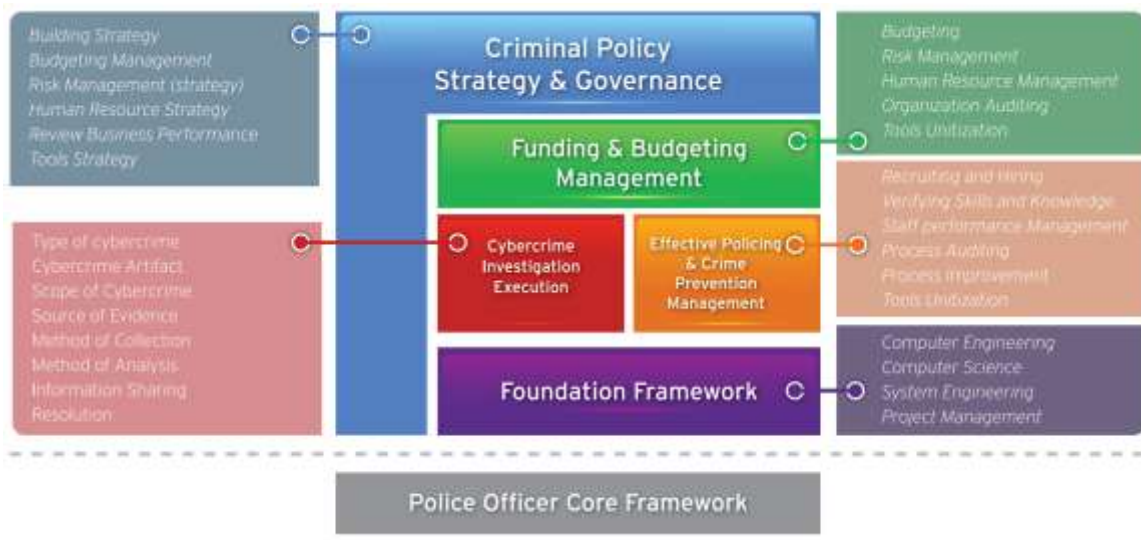 Building Strategy
Budgeting Management
Risk Management (strategy)
Human Resource Strategy
Review Business Performance
Tools Strategy
Type of cybercrime
Cybercrime Artifact
Scope of Cybercrime
Source of Evidence
Method of Collection
Method of Analysis
Information Sharing
Resolution
Criminal Policy
Strategy & Governance
Funding & Budgeting
Management
Cybercrime
Investigation
Execution
Effective Policing
& Crime
Prevention
Management
Foundation Framework
Budgeting
Risk Management
Human Resource Management
Organization Auditing
Tools Unitization
Recruiting and Hiring
Verifying Skills and Knowledge
Staff performance Management
Process Auditing
Process Improvement
Tools Unitization
Computer Engineering
Computer Science
System Engineering
Project Management
Police Officer Core Framework